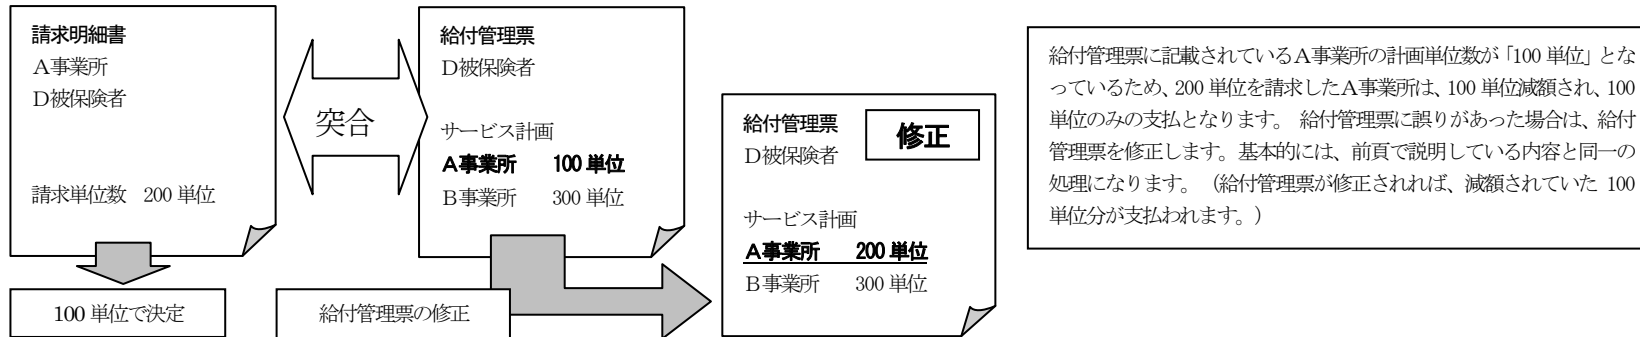 請求明細書
A事業所
D被保険者
請求単位数 200 単位
突合
給付管理票
D被保険者
サービス計画
A事業所 100 単位
B事業所 300 単位
100 単位で決定
給付管理票の修正
給付管理票
修正
D被保険者
サービス計画
A事業所 200 単位
B事業所 300 単位
給付管理票に記載されているA事業所の計画単位数が「100 単位」とな
っているため、200 単位を請求したA事業所は、100 単位減額され、100
単位のみの支払となります。 給付管理票に誤りがあった場合は、給付
管理票を修正します。基本的には、前頁で説明している内容と同一の
処理になります。 (給付管理票が修正されれば、減額されていた 100
単位分が支払われます。)